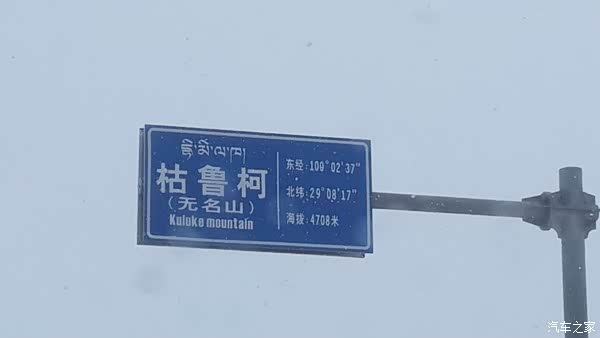 枯鲁柯
(无名山)
Kuluke mountain
东经:100°02'37"
北纬:29°08'17"
海拔:4708米
汽车之家